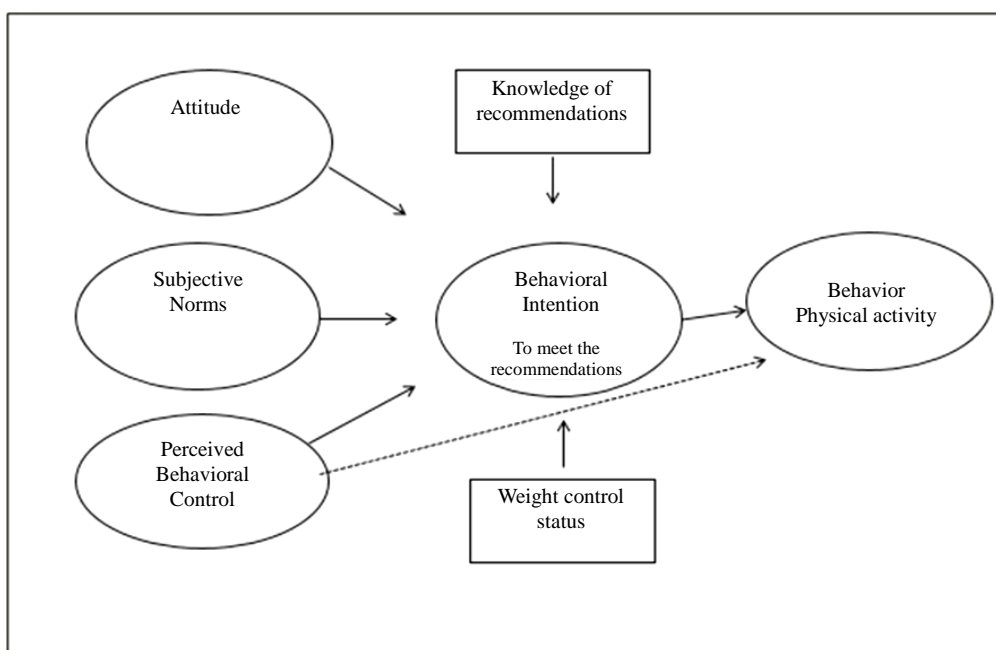 Attitude
Knowledge of
recommendations
Subjective
Norms
Behavioral
Intention
To meet the
recommendations
Behavior
Physical activity
Perceived
Behavioral
Control
Weight control
status